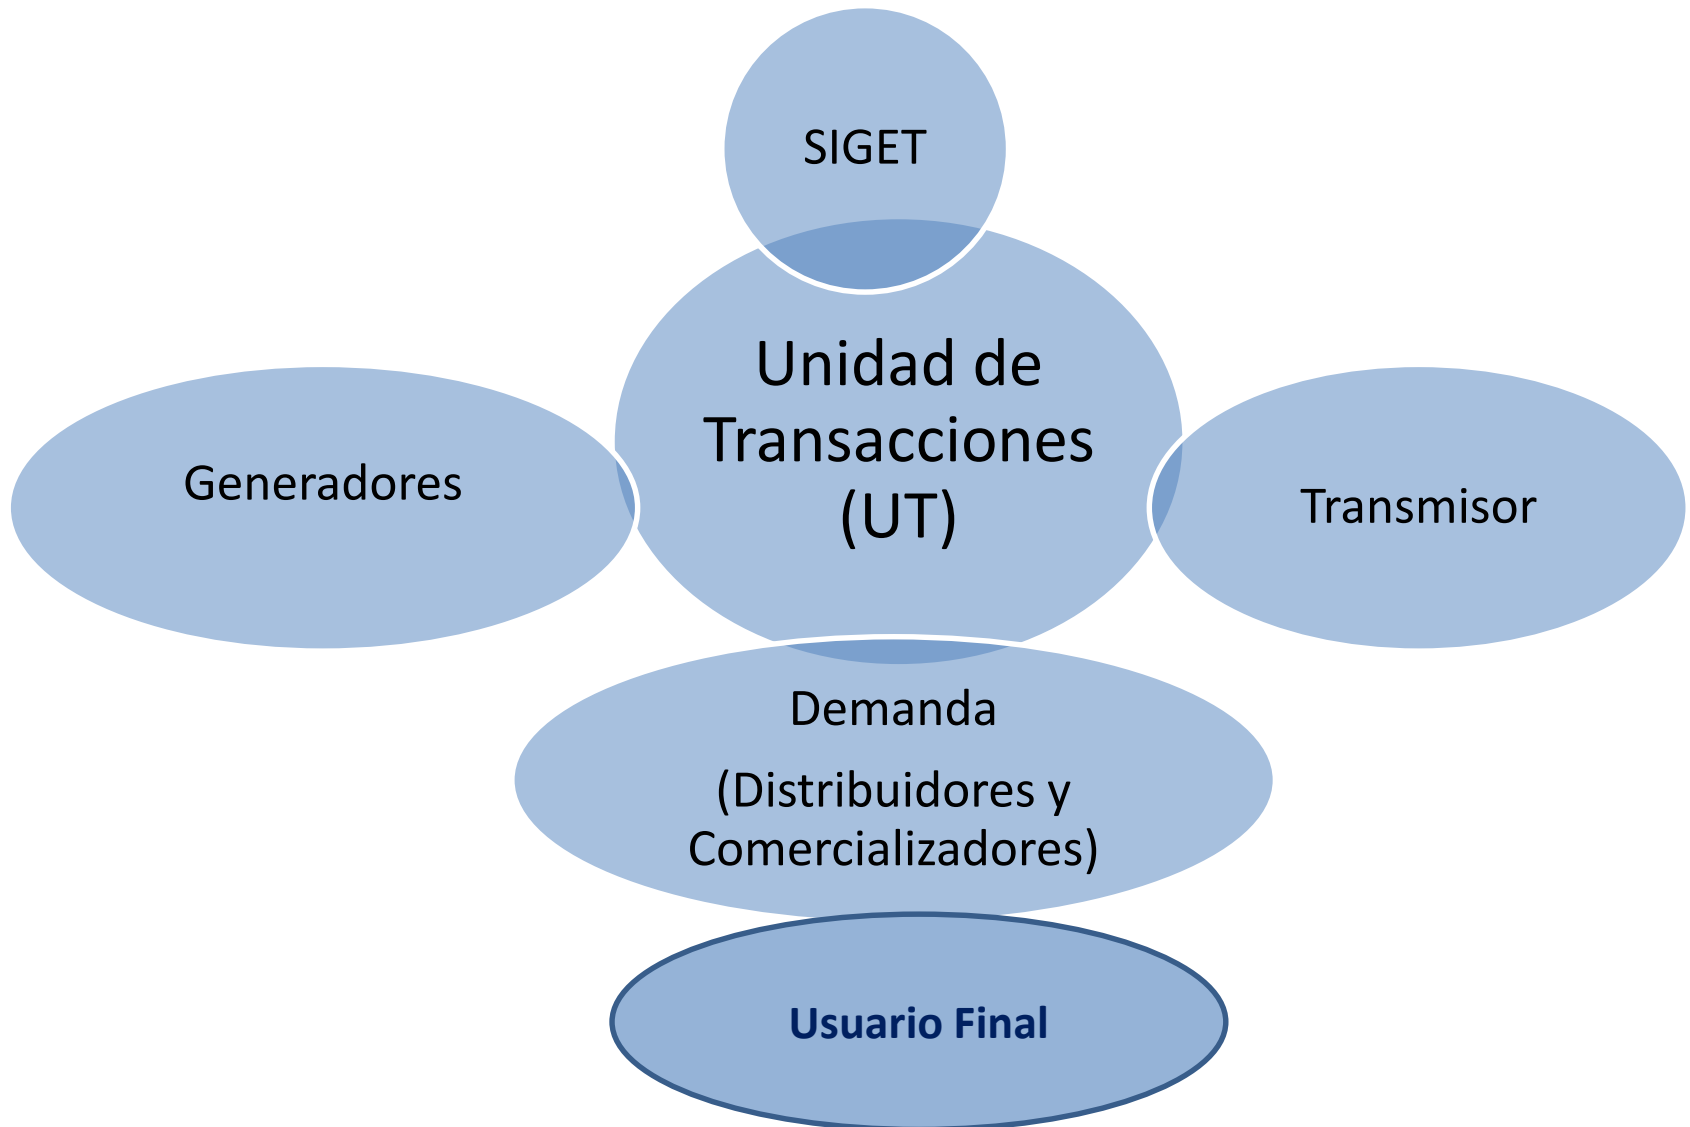 SIGET
Unidad de
Transacciones
(UT)
Generadores
Transmisor
Demanda
(Distribuidores y
Comercializadores)
Usuario Final